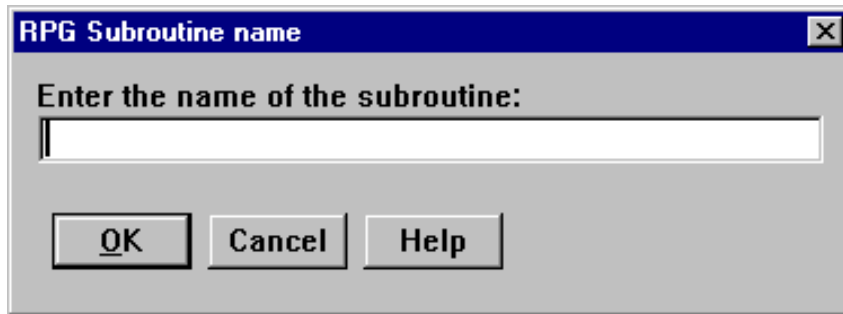 RPG Subroutine name
Enter the name of the subroutine:
OK Cancel Help